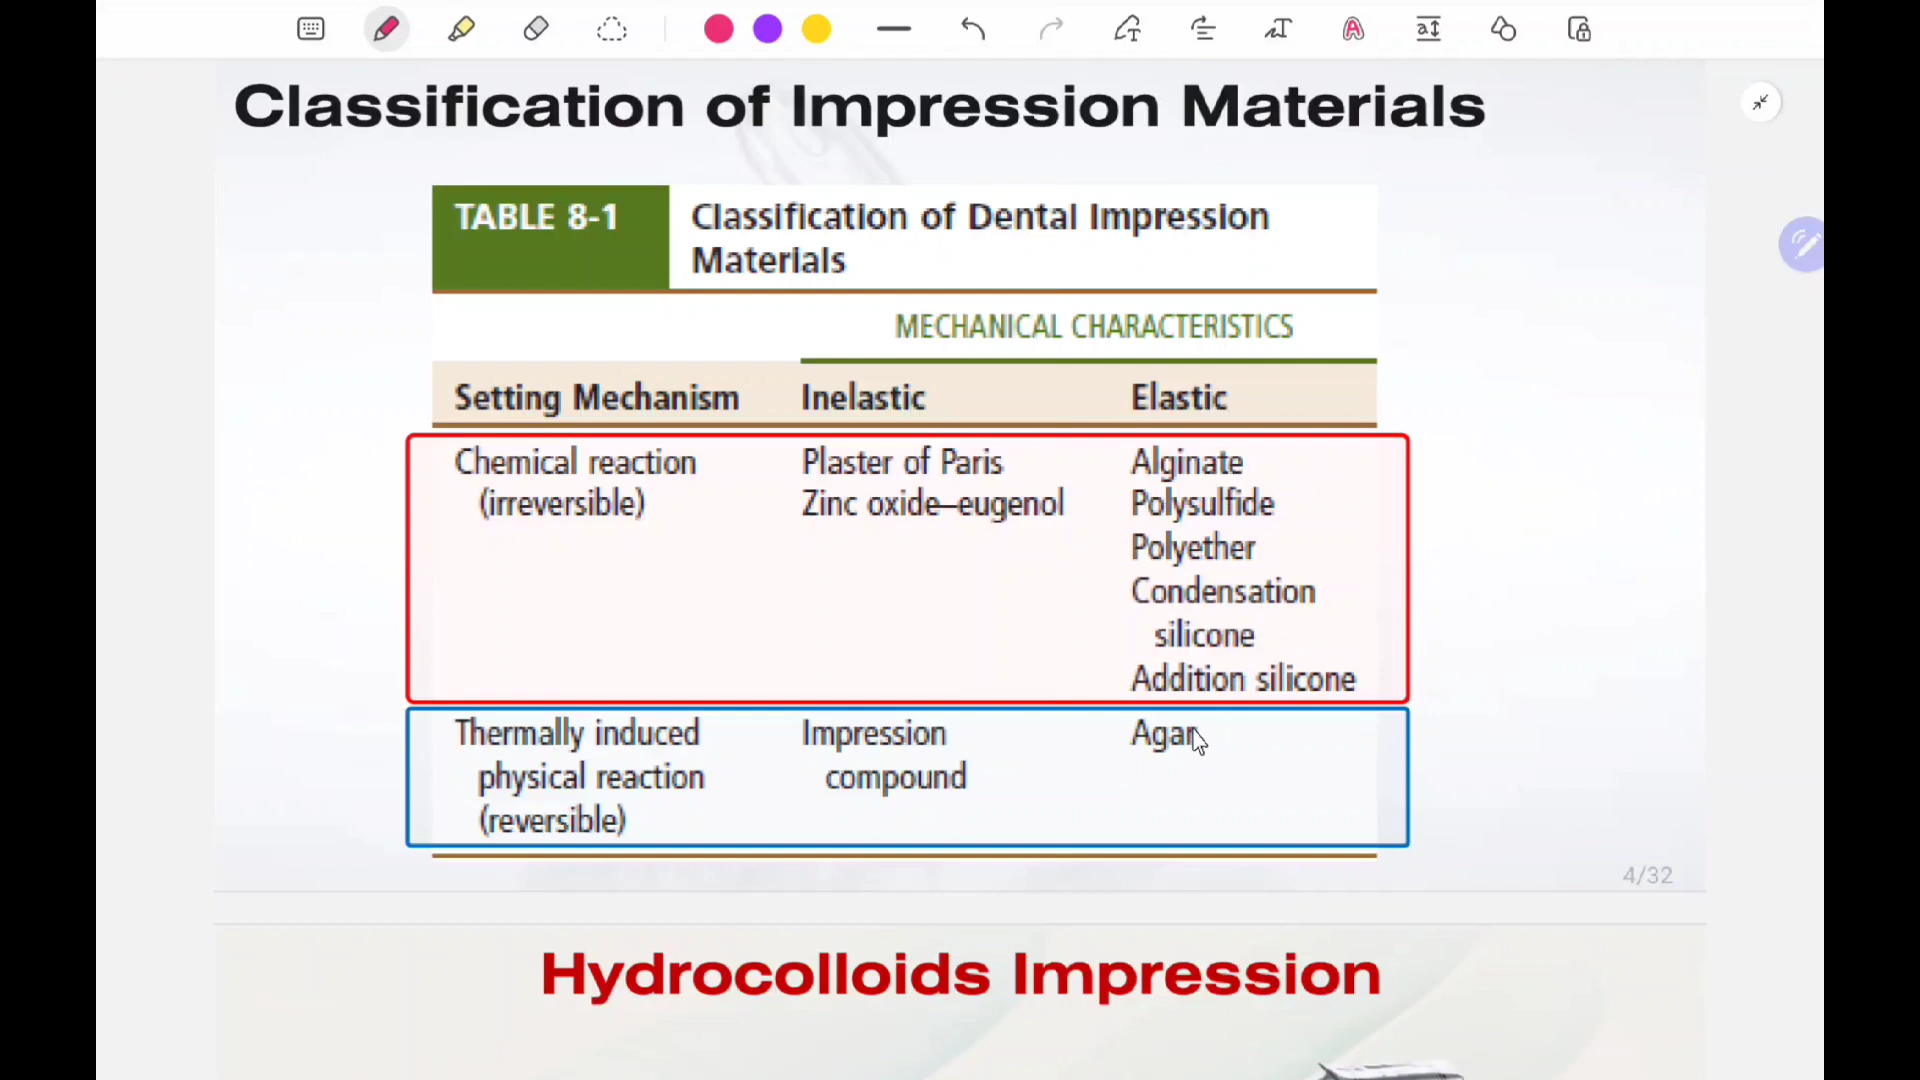 Classification of Impression Materials
TABLE 8-1
Classification of Dental Impression
Materials
MECHANICAL CHARACTERISTICS
Setting Mechanism Inelastic Elastic
Chemical reaction Plaster of Paris Alginate
(irreversible) Zinc oxide–eugenol Polysulfide
Polyether
Condensation
silicone
Addition silicone
Thermally induced Impression Agar
physical reaction compound
(reversible)
4/32
Hydrocolloids Impression